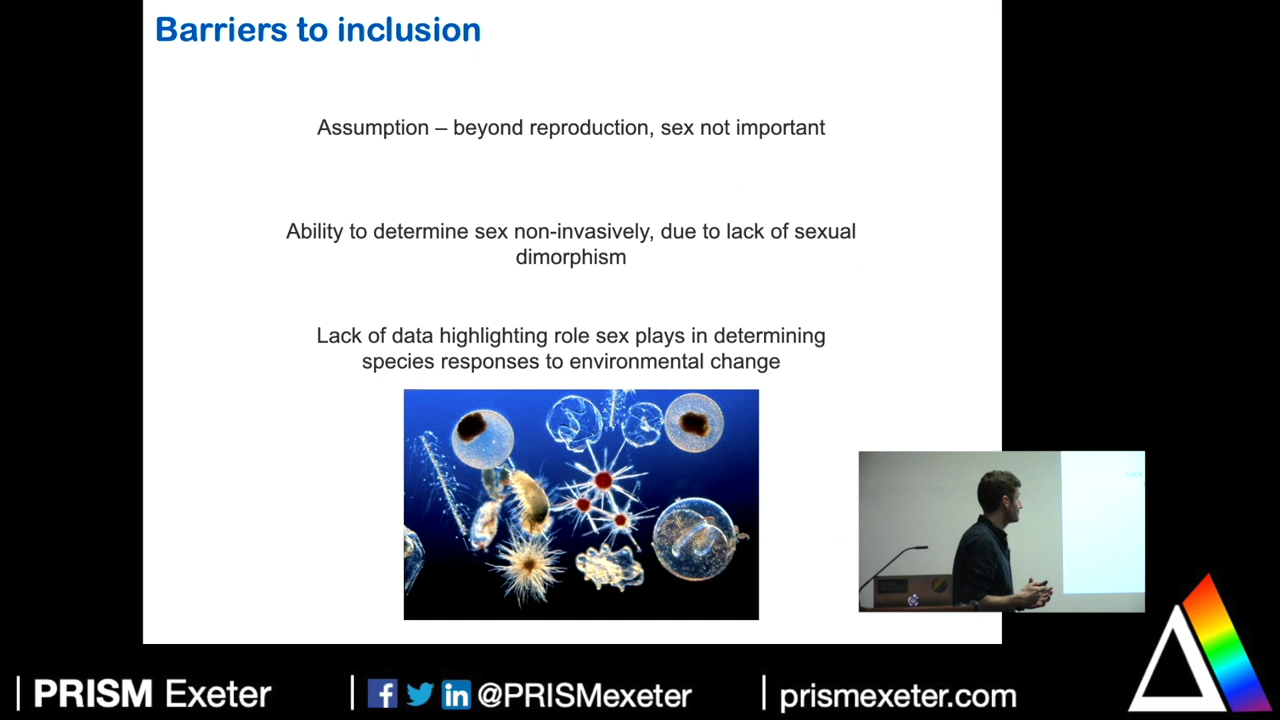 Barriers to inclusion
Assumption – beyond reproduction, sex not important
Ability to determine sex non-invasively, due to lack of sexual
dimorphism
Lack of data highlighting role sex plays in determining
species responses to environmental change
| PRISM Exeter
| @PRISMexeter
| prismexeter.com